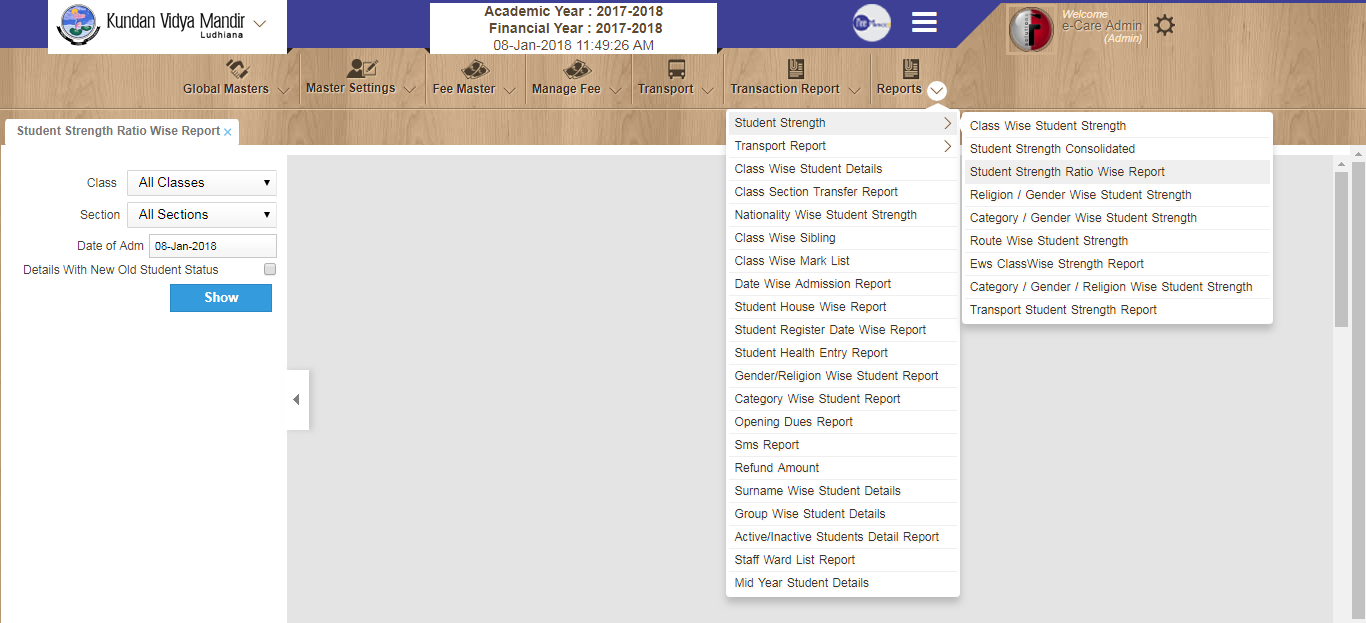 Kundan Vidya Mandir
Ludhiana
Academic Year : 2017-2018
Financial Year : 2017-2018
08-Jan-2018 11:49:26 AM
Welcome
e-Care Admin
(Admin)
Global Masters
Master Settings
Fee Master
Manage Fee
Transport
Transaction Report
Reports
Student Strength Ratio Wise Report ×
Class
All Classes
Section
All Sections
Date of Adm
08-Jan-2018
Details With New Old Student Status
Show
Student Strength
Transport Report
Class Wise Student Details
Class Section Transfer Report
Nationality Wise Student Strength
Class Wise Sibling
Class Wise Mark List
Date Wise Admission Report
Student House Wise Report
Student Register Date Wise Report
Student Health Entry Report
Gender/Religion Wise Student Report
Category Wise Student Report
Opening Dues Report
Sms Report
Refund Amount
Surname Wise Student Details
Group Wise Student Details
Active/Inactive Students Detail Report
Staff Ward List Report
Mid Year Student Details
Class Wise Student Strength
Student Strength Consolidated
Student Strength Ratio Wise Report
Religion / Gender Wise Student Strength
Category / Gender Wise Student Strength
Route Wise Student Strength
Ews ClassWise Strength Report
Category / Gender / Religion Wise Student Strength
Transport Student Strength Report